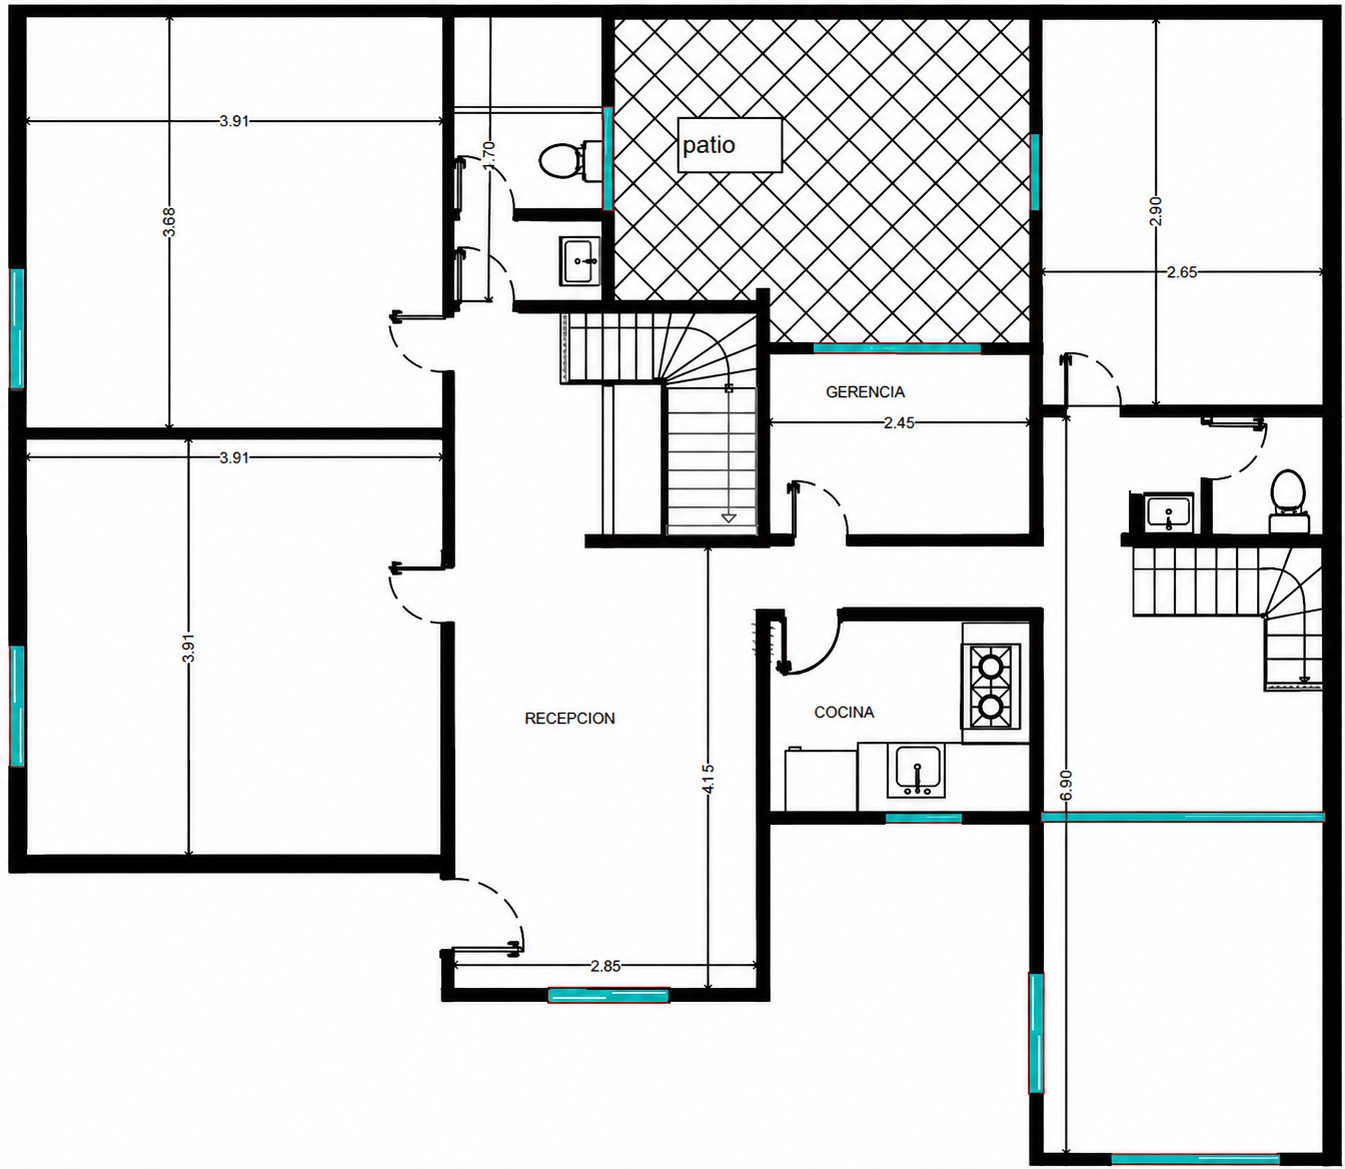 3.91
3.68
1.70
patio
2.90
2.65
GERENCIA
2.45
3.91
3.91
RECEPCION
COCINA
4.15
6.90
2.85